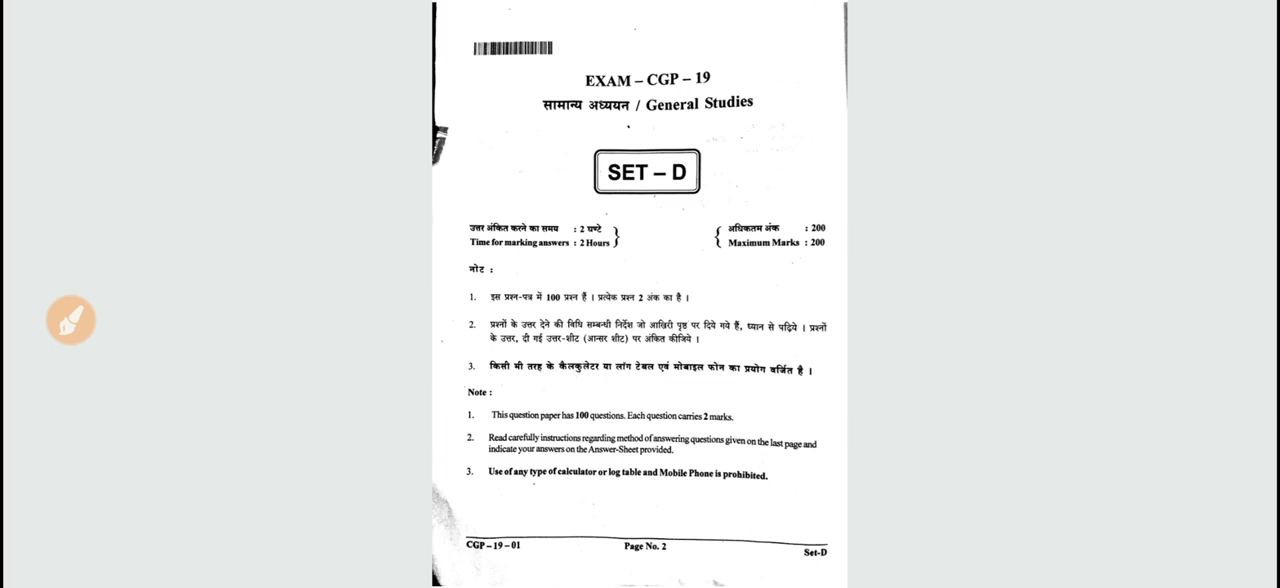 EXAM – CGP – 19
सामान्य अध्ययन / General Studies
SET – D
उत्तर अंकित करने का समय : 2 घण्टे
Time for marking answers : 2 Hours
अधिकतम अंक : 200
Maximum Marks : 200
नोट :
1. इस प्रश्न-पत्र में 100 प्रश्न हैं । प्रत्येक प्रश्न 2 अंक का है ।
2. प्रश्नों के उत्तर देने की विधि सम्बन्धी निर्देश जो आखिरी पृष्ठ पर दिये गये हैं, ध्यान से पढ़िये । प्रश्नों
के उत्तर, दी गई उत्तर-शीट (आन्सर शीट) पर अंकित कीजिये ।
3. किसी भी तरह के कैलकुलेटर या लॉग टेबल एवं मोबाइल फोन का प्रयोग वर्जित है ।
Note :
1. This question paper has 100 questions. Each question carries 2 marks.
2. Read carefully instructions regarding method of answering questions given on the last page and
indicate your answers on the Answer-Sheet provided.
3. Use of any type of calculator or log table and Mobile Phone is prohibited.
CGP – 19 – 01
Page No. 2
Set-D